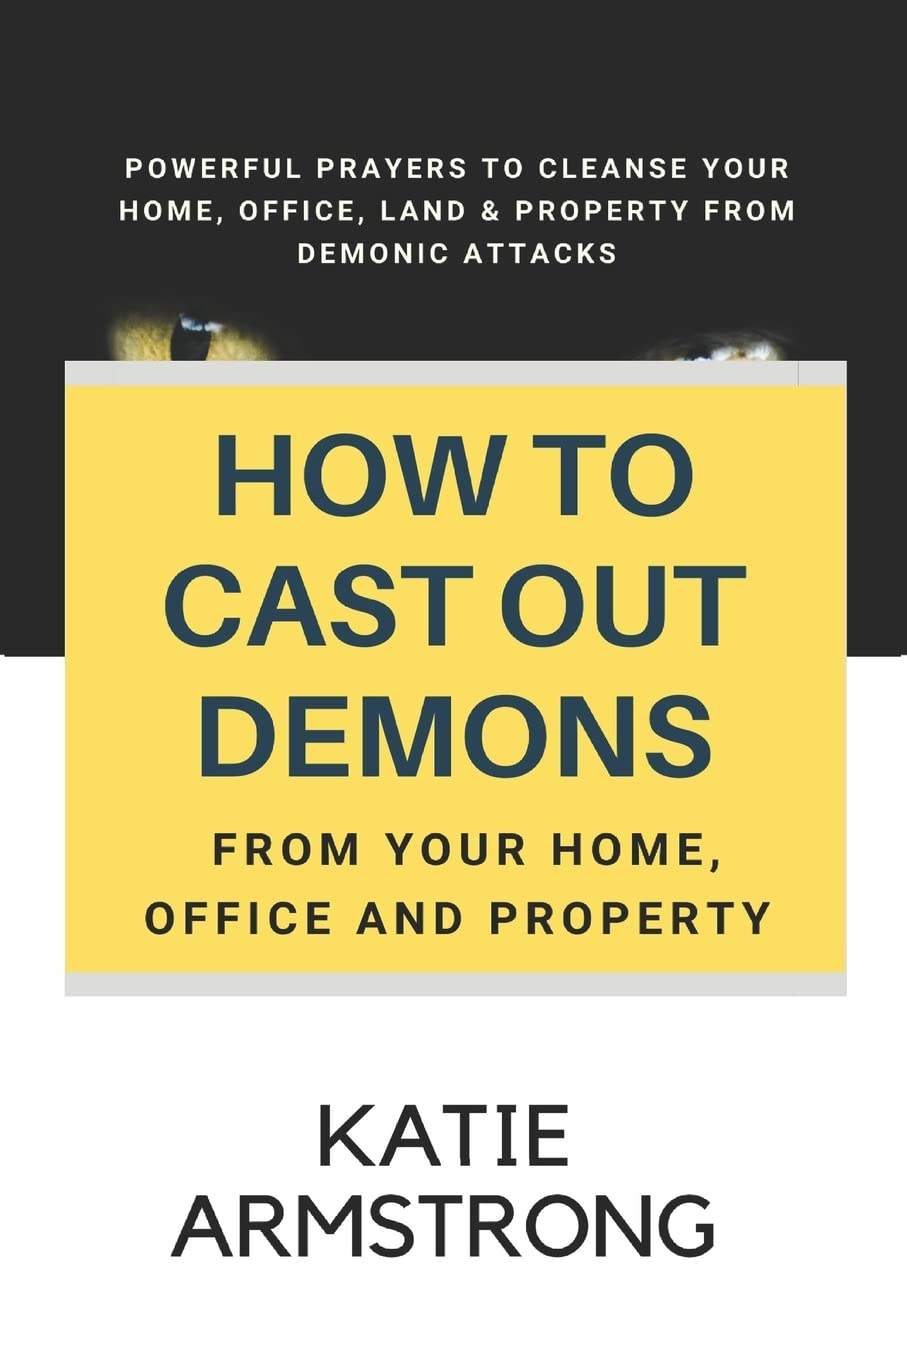 POWERFUL PRAYERS TO CLEANSE YOUR
HOME, OFFICE, LAND & PROPERTY FROM
DEMONIC ATTACKS
HOW TO
CAST OUT
DEMONS
FROM YOUR HOME,
OFFICE AND PROPERTY
KATIE
ARMSTRONG